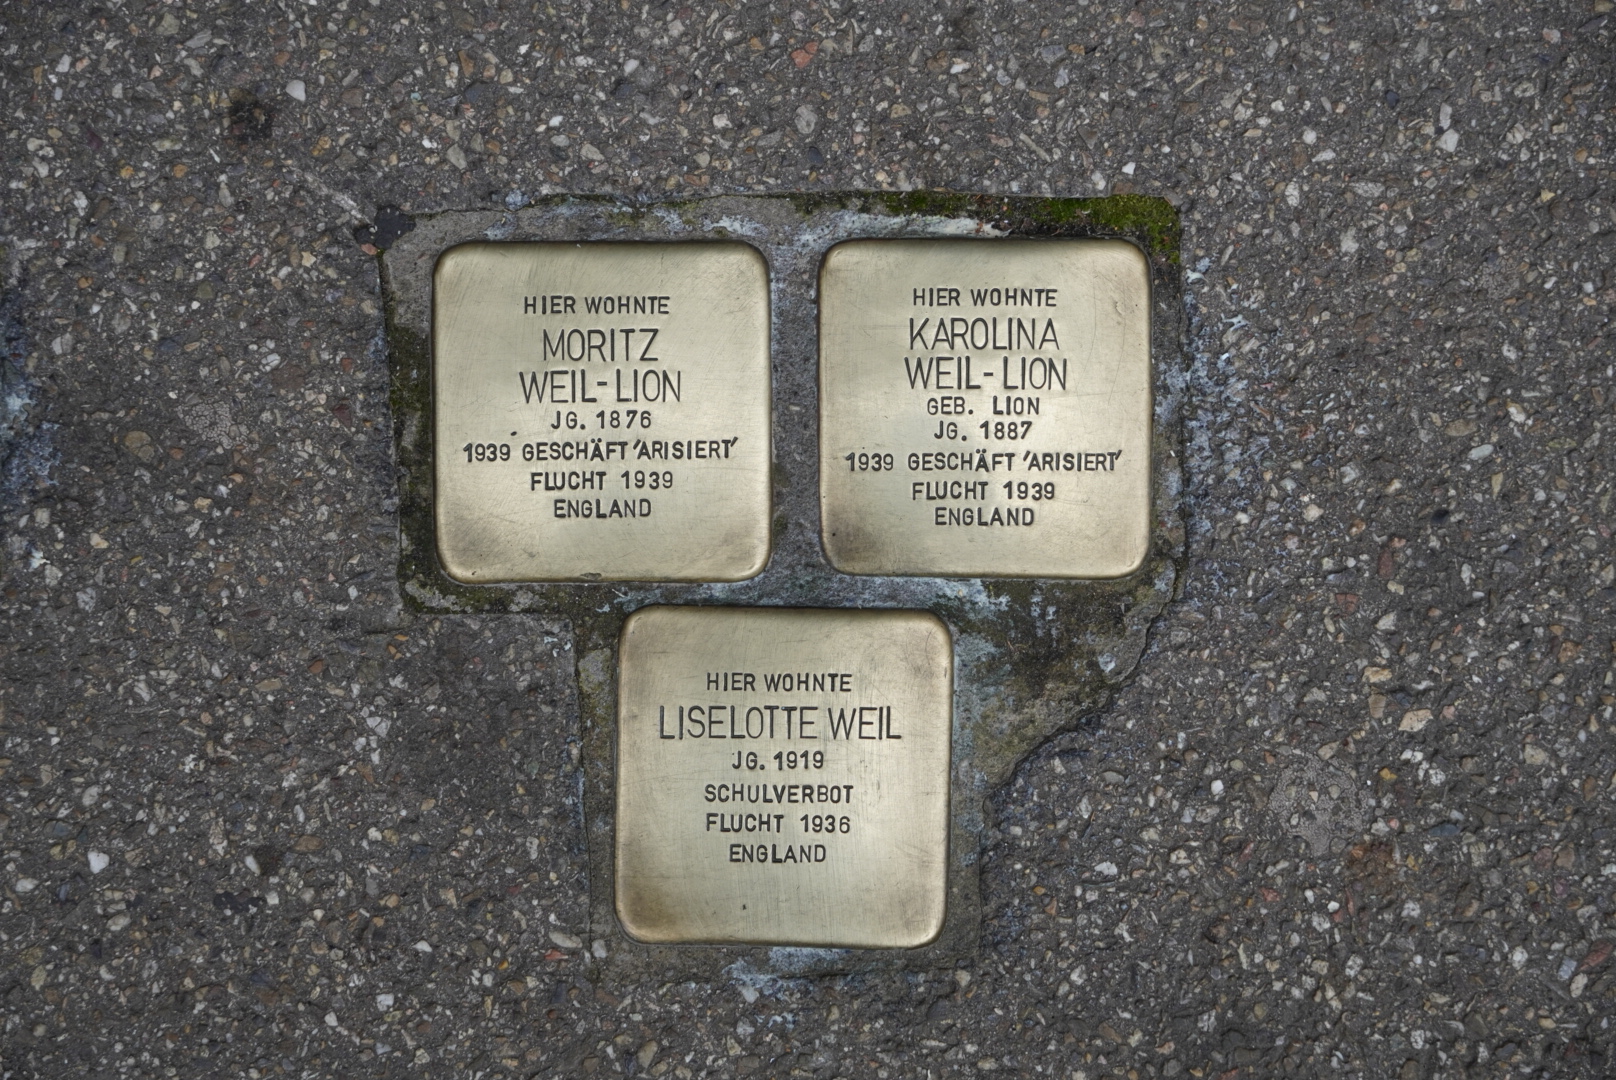 HIER WOHNTE
MORITZ
WEIL-LION
JG. 1876
1939 GESCHÄFT 'ARISIERT'
FLUCHT 1939
ENGLAND
HIER WOHNTE
KAROLINA
WEIL-LION
GEB. LION
JG. 1887
1939 GESCHÄFT 'ARISIERT'
FLUCHT 1939
ENGLAND
HIER WOHNTE
LISELOTTE WEIL
JG. 1919
SCHULVERBOT
FLUCHT 1936
ENGLAND